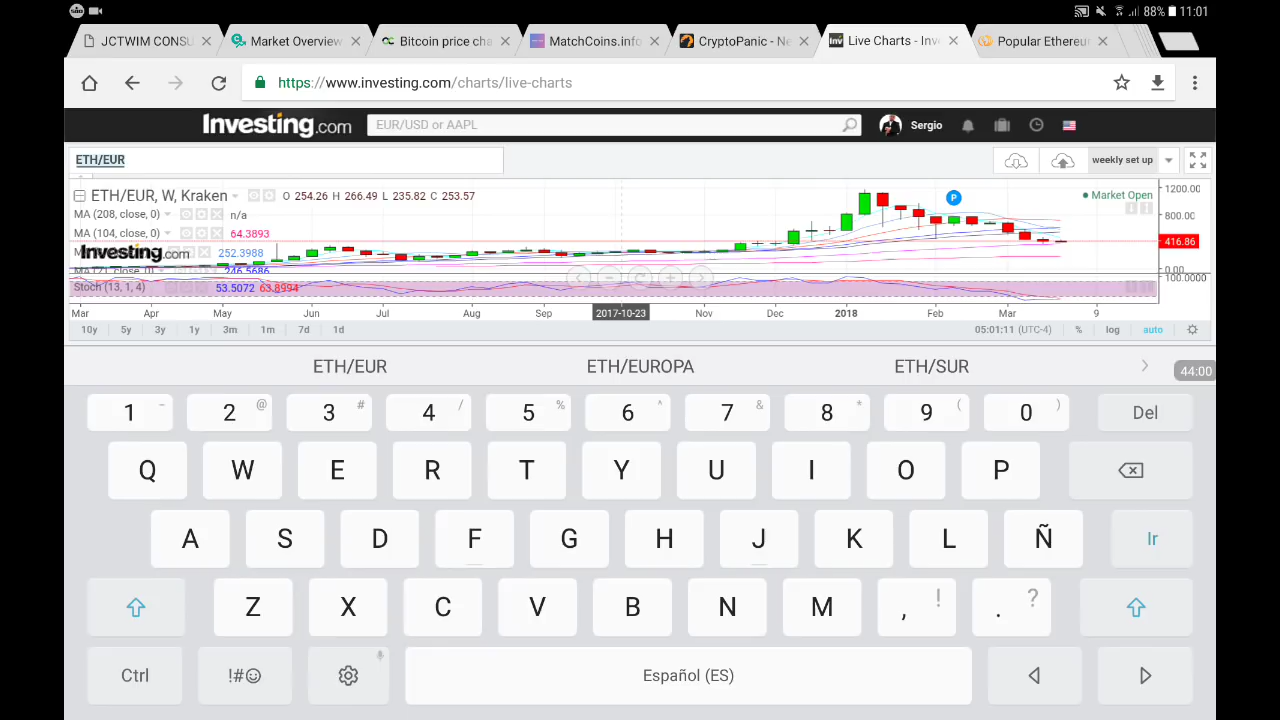 88% 11:01
JCTWIM CONSU Market Overview Bitcoin price cha MatchCoins.info CryptoPanic - Ne Live Charts - Inve Popular Ethereu
https://www.investing.com/charts/live-charts
Investing.com EUR/USD or AAPL Sergio
ETH/EUR weekly set up
ETH/EUR, W, Kraken O 254.26 H 266.49 L 235.82 C 253.57 P Market Open 1200.00
MA (208, close, 0) n/a 800.00
MA (104, close, 0) 64.3893
416.86
Investing.com 252.3988
246.5686 0.00
Stoch (13, 1, 4) 53.5072 63.8994 100.0000
Mar Apr May Jun Jul Aug Sep 2017-10-23 Nov Dec 2018 Feb Mar 9
10y 5y 3y 1y 3m 1m 7d 1d 05:01:11 (UTC-4) % log auto
ETH/EUR ETH/EUROPA ETH/SUR
44:00
1 - 2 @ 3 # 4 / 5 % 6 ^ 7 & 8 * 9 ( 0 ) Del
Q W E R T Y U I O P
A S D F G H J K L Ñ Ir
Z X C V B N M , ! . ?
Ctrl !#☺ Español (ES)